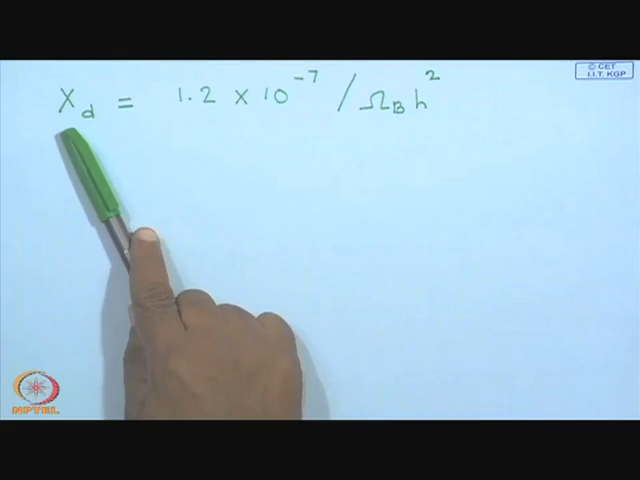 © CET
I.I.T. KGP
X_d = 1.2 × 10^-7 / Ω_B h^2
NPTEL